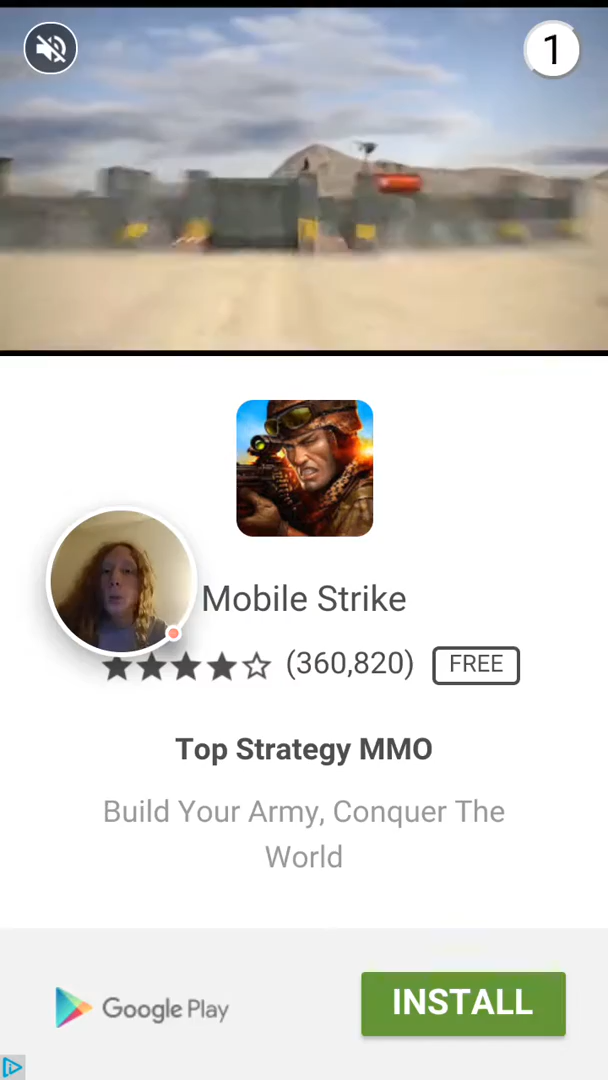 1
Mobile Strike
(360,820) FREE
Top Strategy MMO
Build Your Army, Conquer The
World
Google Play
INSTALL